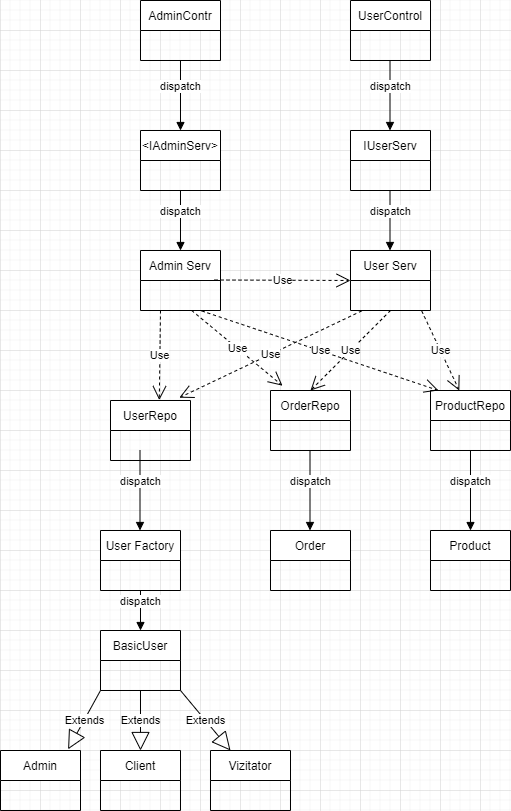 AdminContr
UserControl
dispatch
dispatch
<IAdminServ>
IUserServ
dispatch
dispatch
Admin Serv
User Serv
Use
Use
Use
Use
Use
Use
Use
UserRepo
OrderRepo
ProductRepo
dispatch
dispatch
dispatch
User Factory
Order
Product
dispatch
BasicUser
Extends
Extends
Extends
Admin
Client
Vizitator